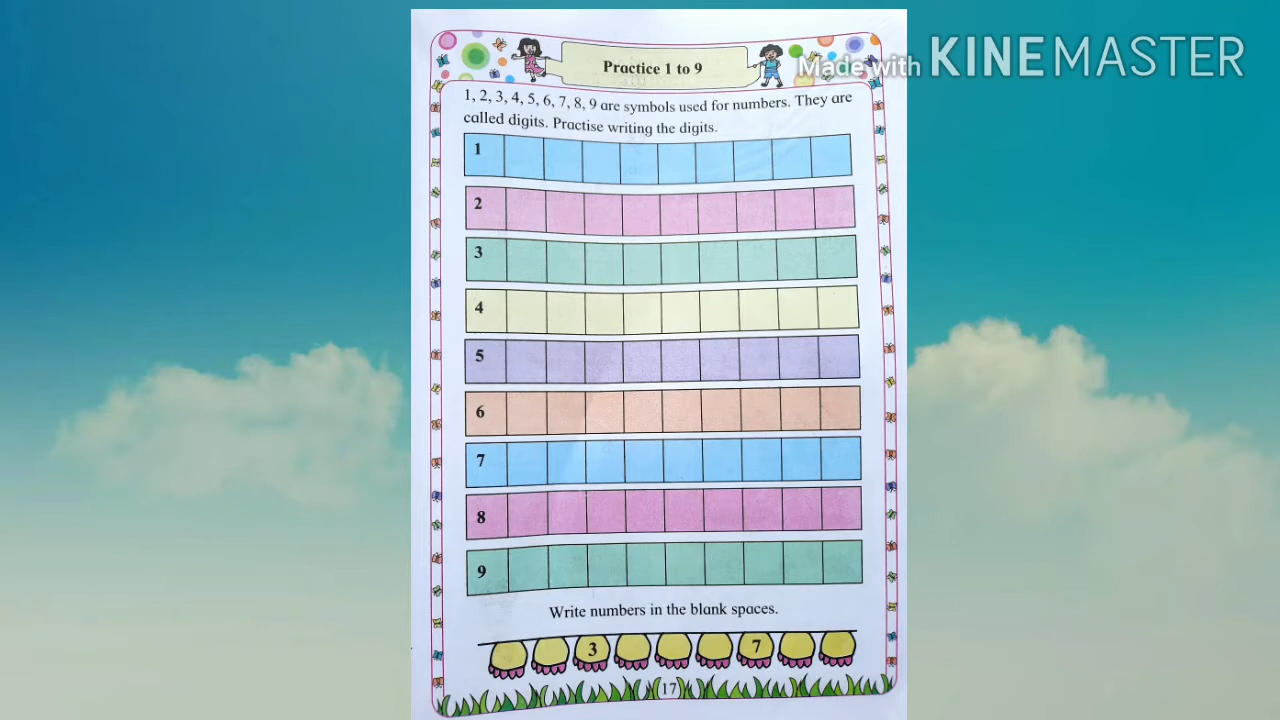 Made with KINEMASTER
Practice 1 to 9
1, 2, 3, 4, 5, 6, 7, 8, 9 are symbols used for numbers. They are
called digits. Practise writing the digits.
1
2
3
4
5
6
7
8
9
Write numbers in the blank spaces.
3 7
17